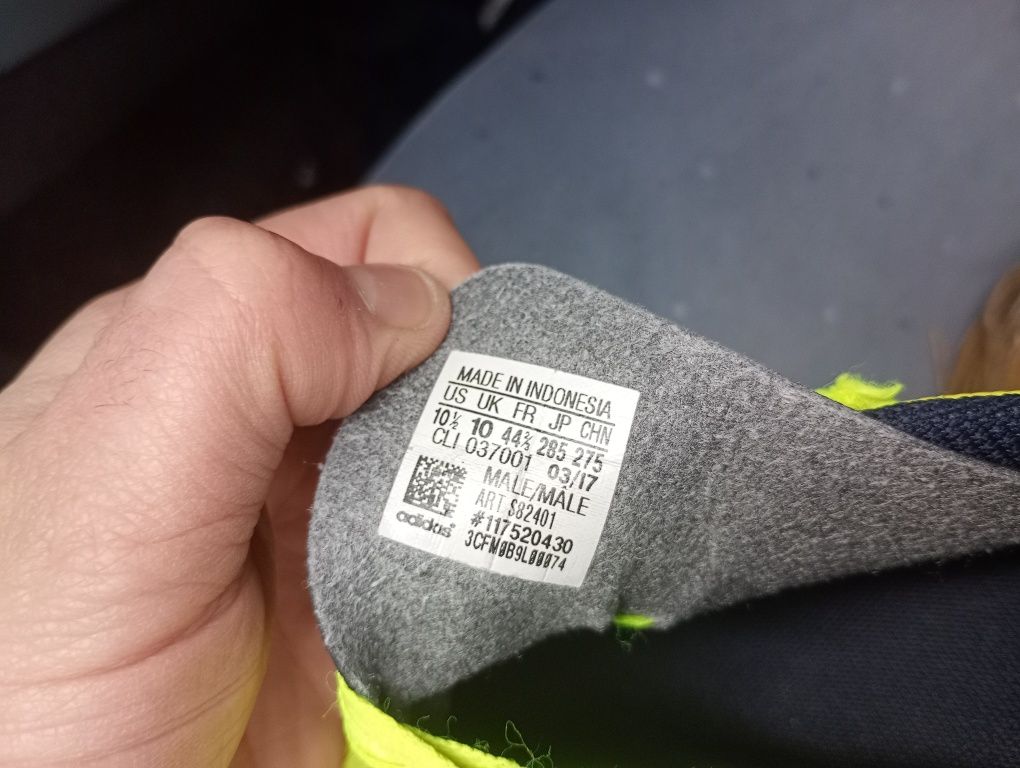 MADE IN INDONESIA
US UK FR JP CHN
10½ 10 44⅔ 285 275
CLI 037001 03/17
MALE/MALE
ART S82401
#117520430
adidas
3CFM0B9L00074